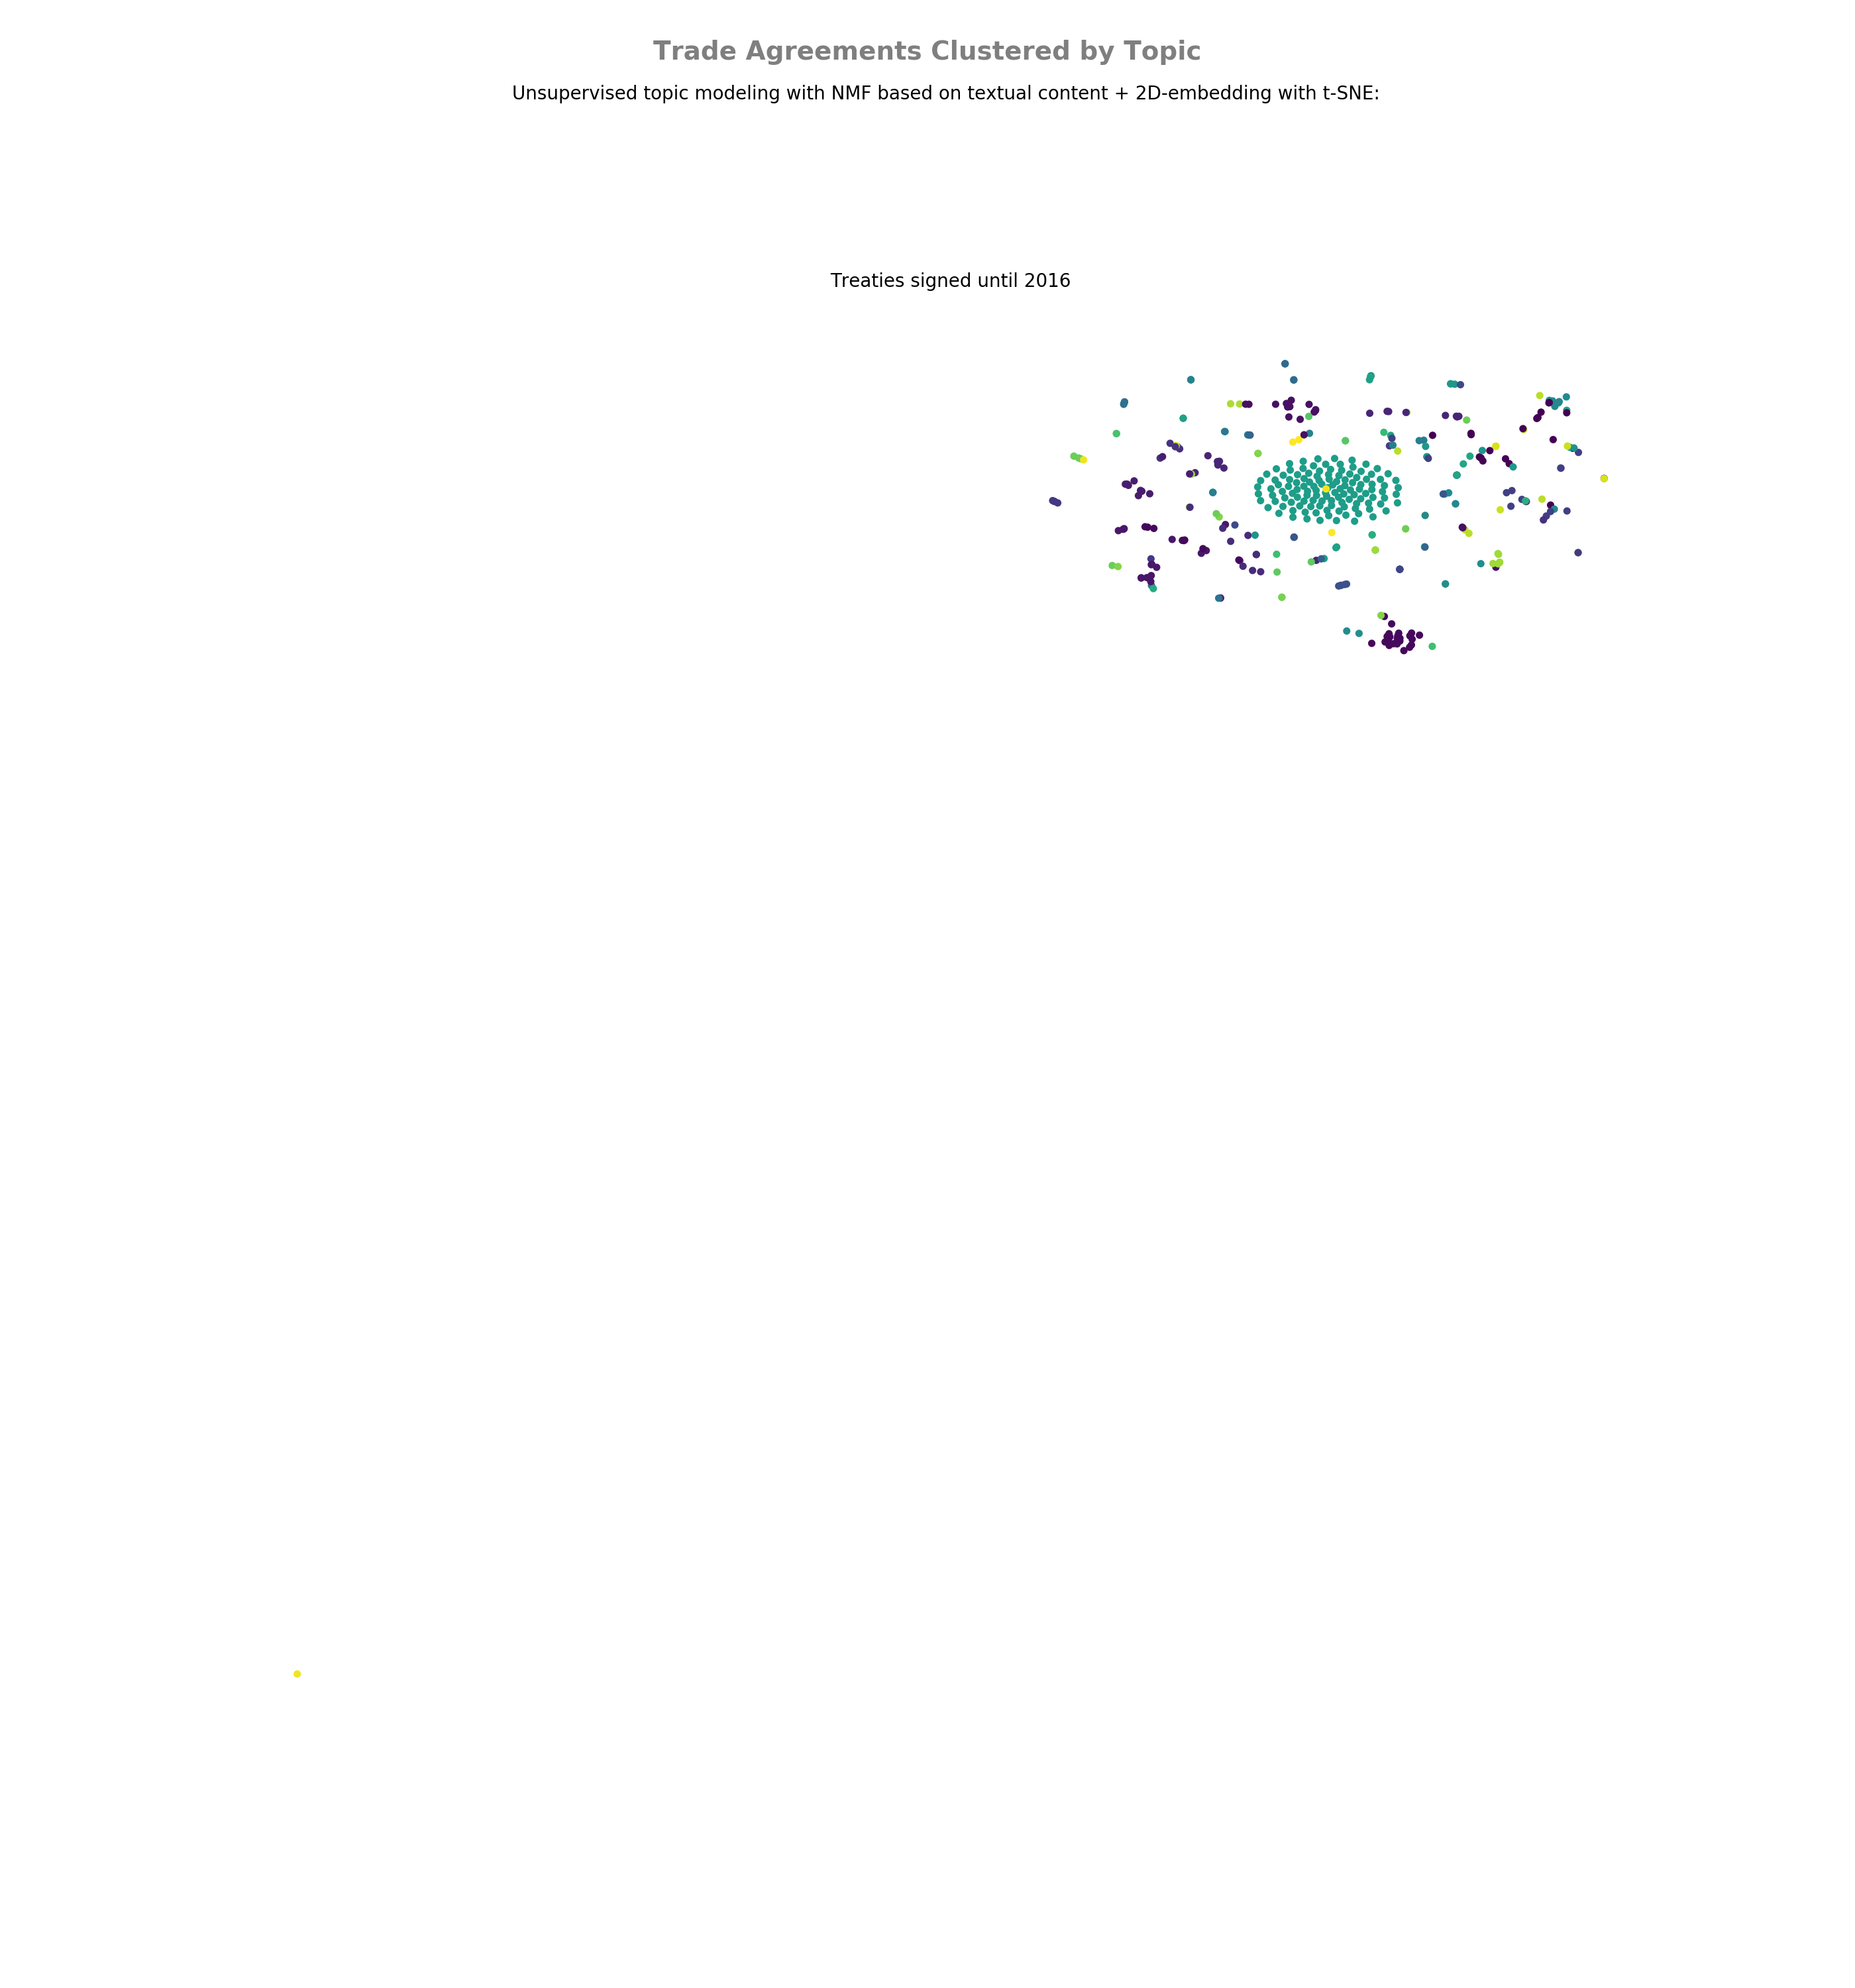 Trade Agreements Clustered by Topic
Unsupervised topic modeling with NMF based on textual content + 2D-embedding with t-SNE:
Treaties signed until 2016